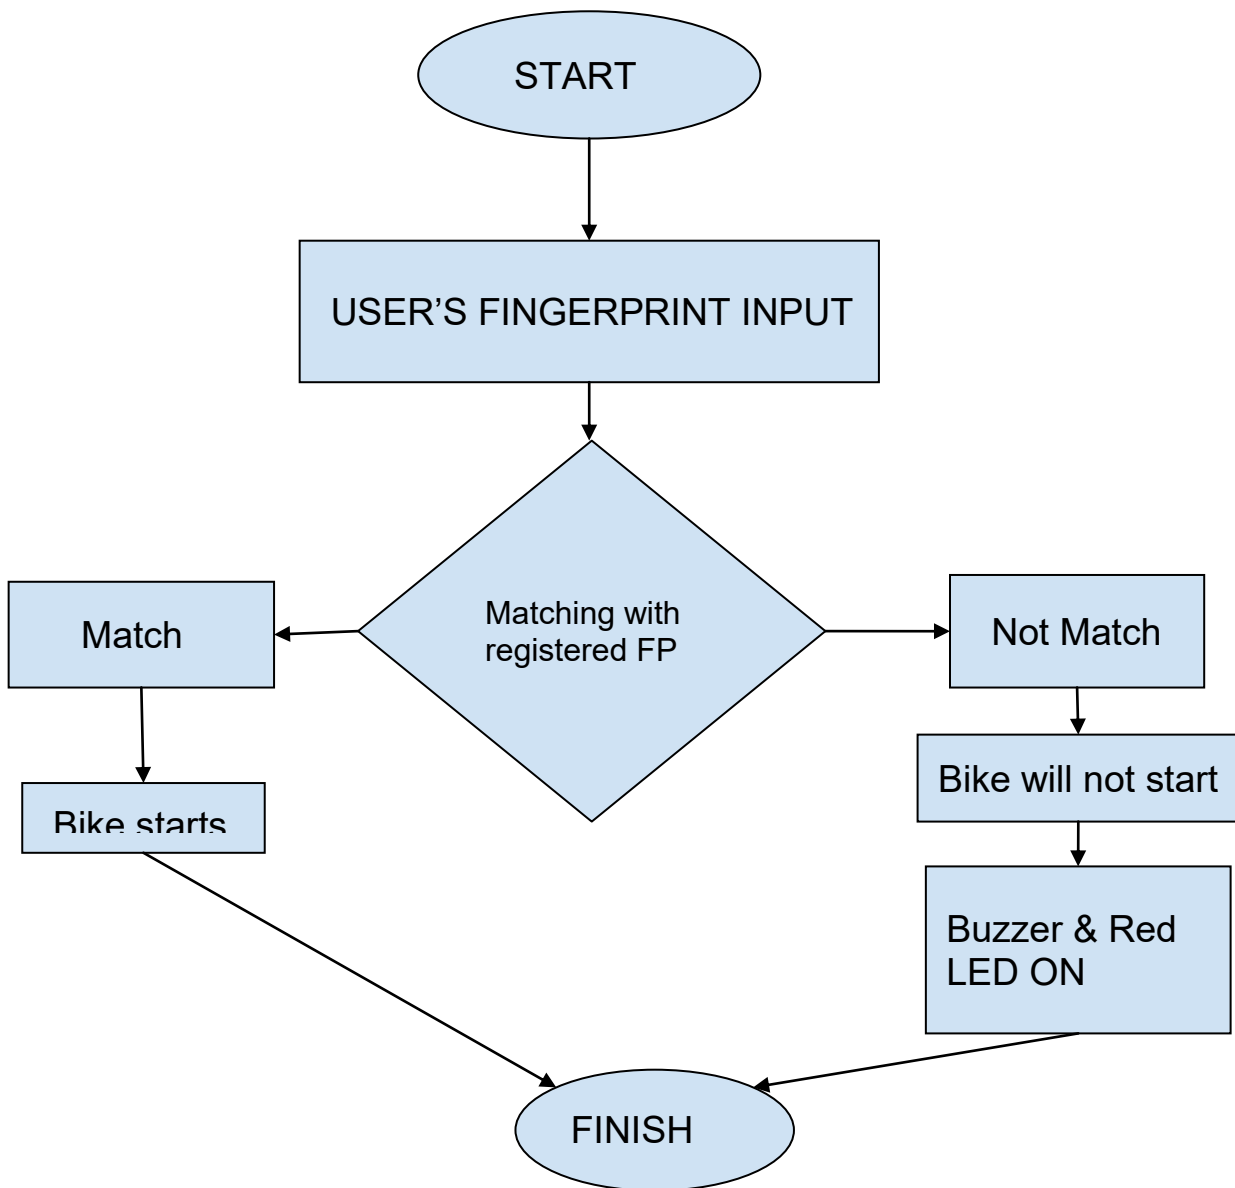 START
USER’S FINGERPRINT INPUT
Matching with
registered FP
Match
Not Match
Bike starts
Bike will not start
Buzzer & Red
LED ON
FINISH